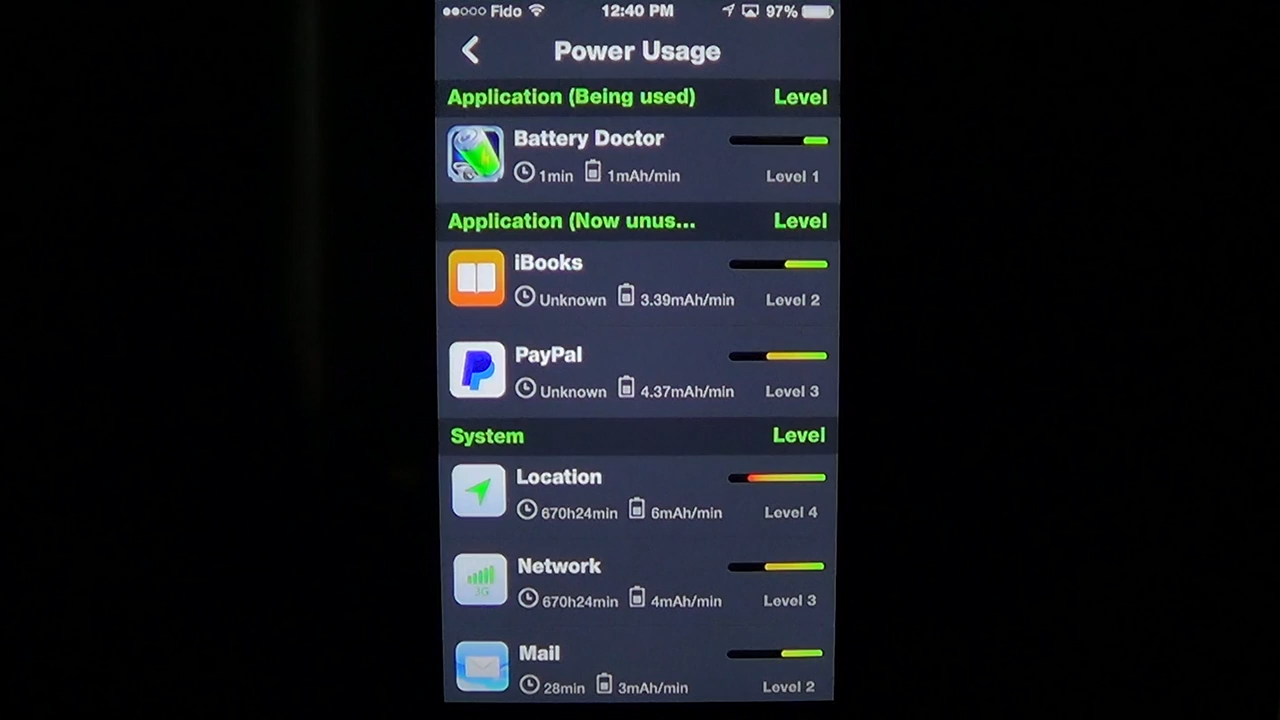 Fido 12:40 PM 97%
Power Usage
Application (Being used) Level
Battery Doctor
1min 1mAh/min Level 1
Application (Now unus... Level
iBooks
Unknown 3.39mAh/min Level 2
PayPal
Unknown 4.37mAh/min Level 3
System Level
Location
670h24min 6mAh/min Level 4
Network
3G
670h24min 4mAh/min Level 3
Mail
28min 3mAh/min Level 2